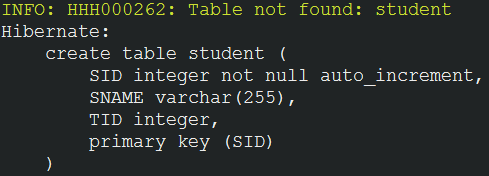 INFO: HHH000262: Table not found: student
Hibernate:
    create table student (
        SID integer not null auto_increment,
        SNAME varchar(255),
        TID integer,
        primary key (SID)
    )